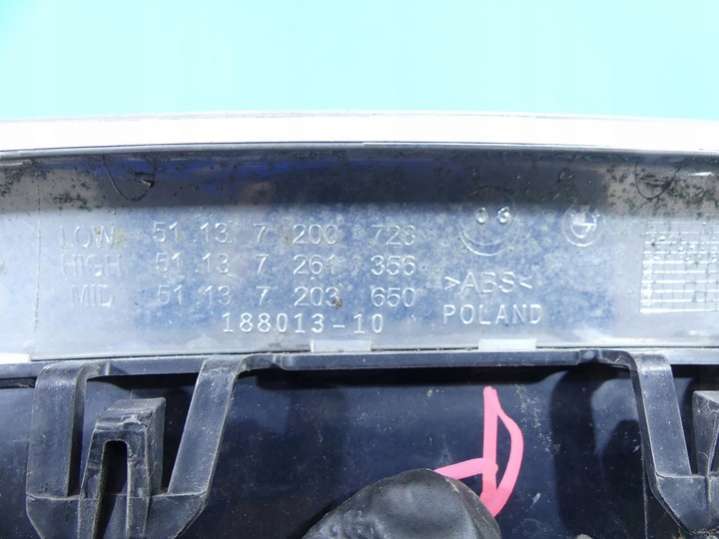 LOW 51 13 7 200 728
HIGH 51 13 7 261 356
MID 51 13 7 203 650
188013-10
>ABS<
POLAND